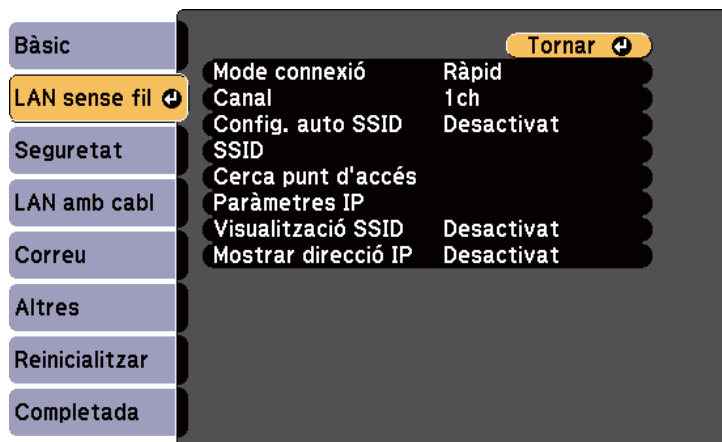 Bàsic
LAN sense fil
Seguretat
LAN amb cabl
Correu
Altres
Reinicialitzar
Completada
Tornar
Mode connexió Ràpid
Canal 1ch
Config. auto SSID Desactivat
SSID
Cerca punt d'accés
Paràmetres IP
Visualització SSID Desactivat
Mostrar direcció IP Desactivat